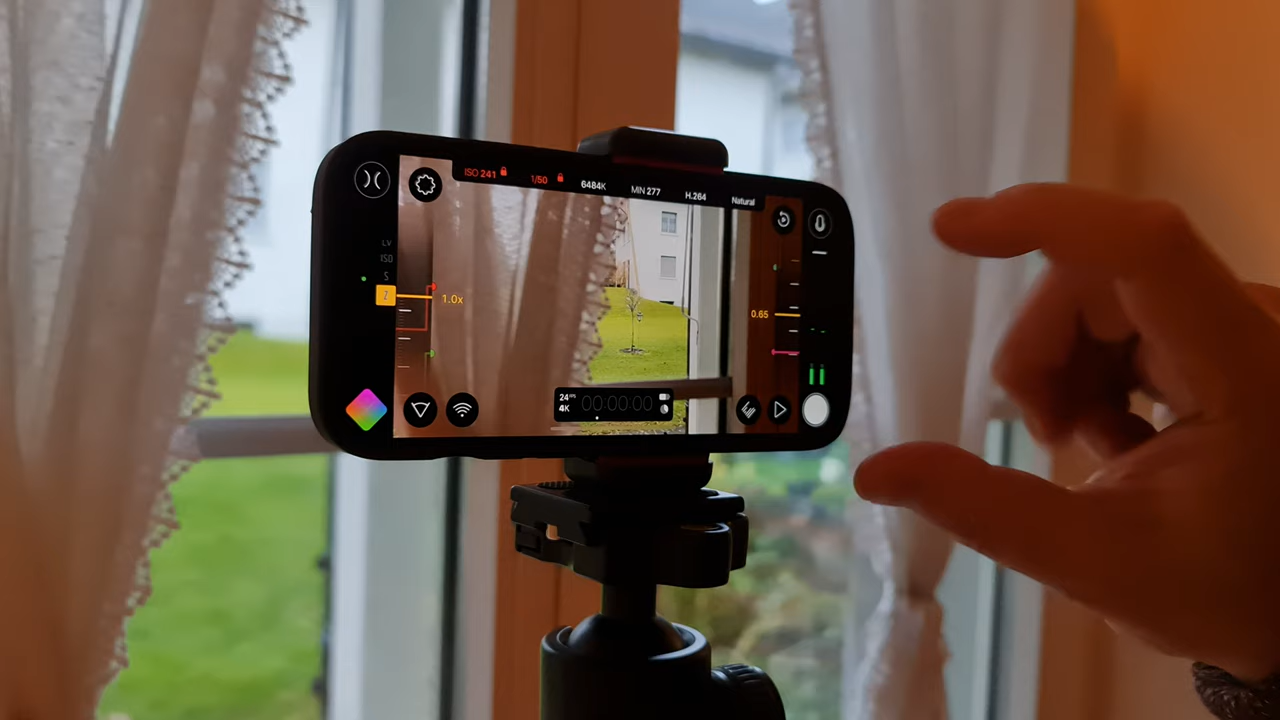 ISO 241
1/50
6484K
MIN 277
H.264
Natural
LV
ISO
S
Z
1.0x
0.65
24 FPS
4K
00:00:00